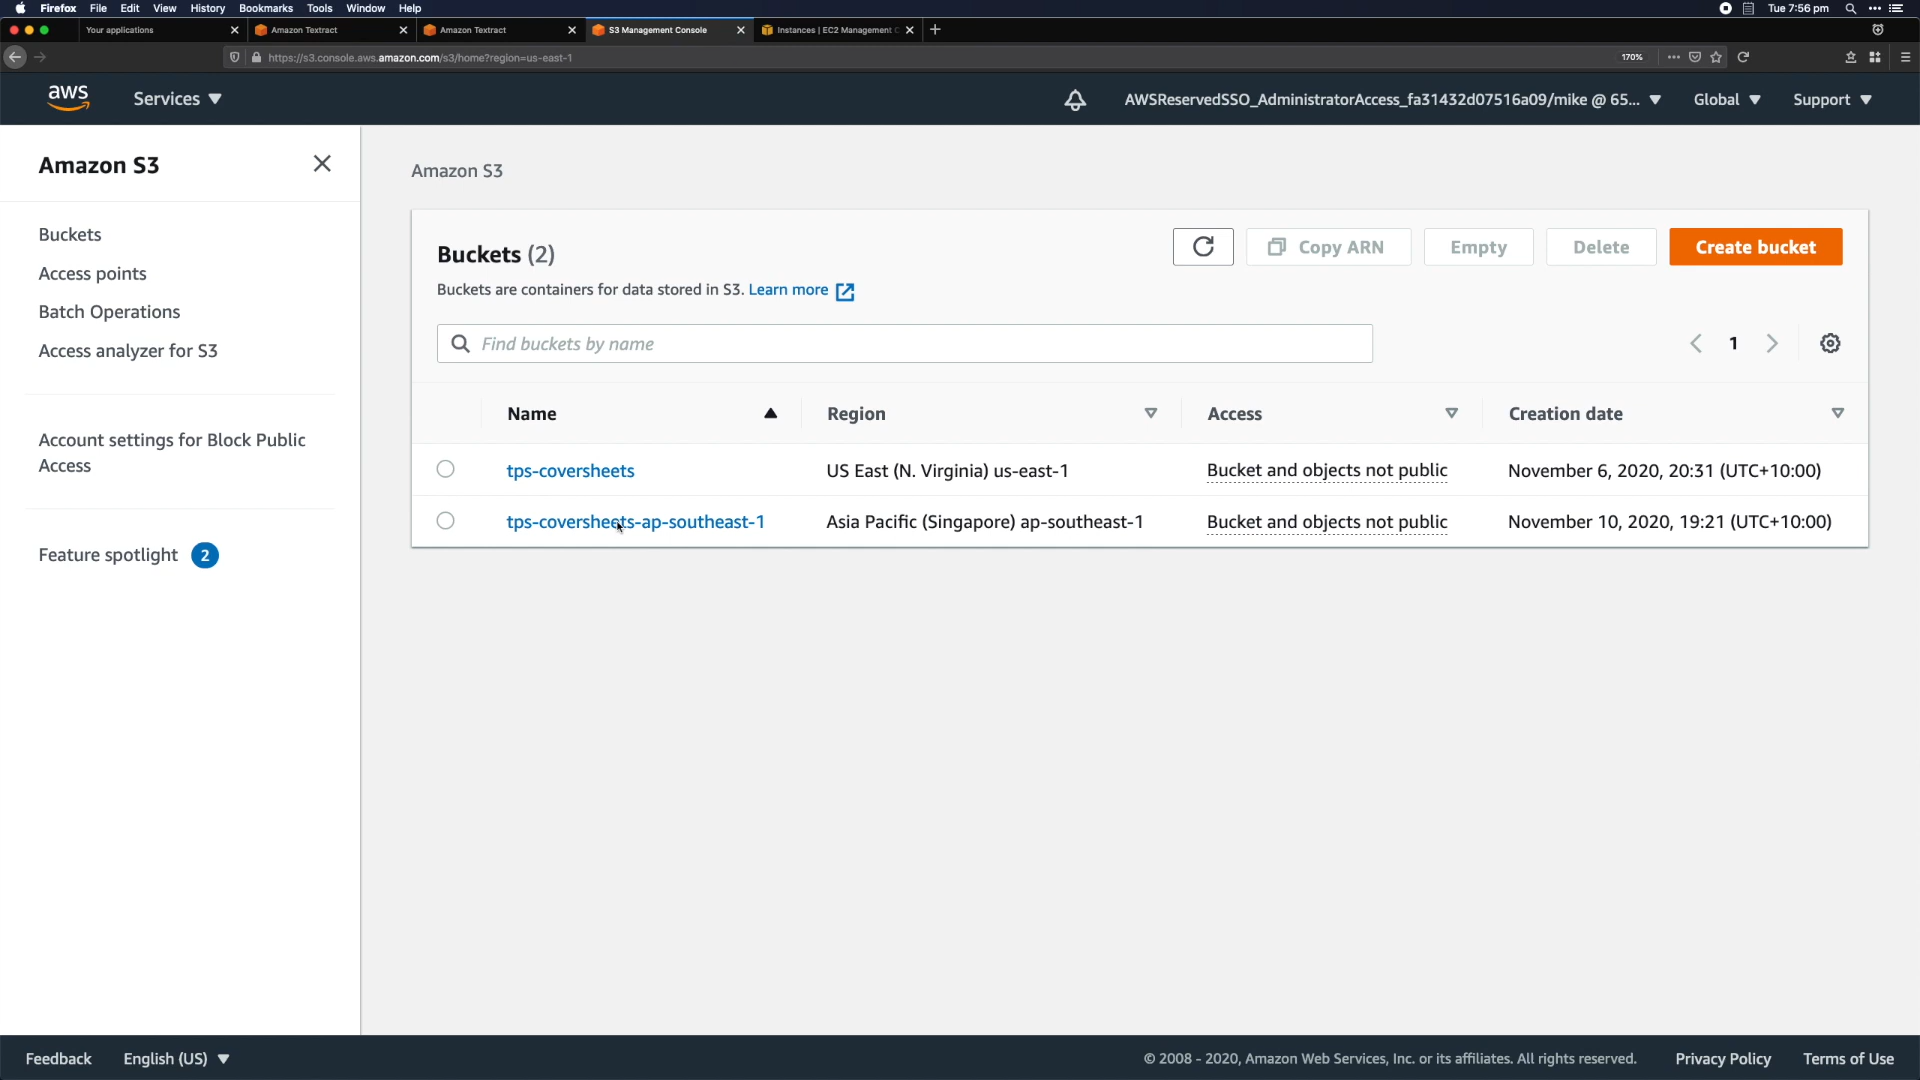 Firefox File Edit View History Bookmarks Tools Window Help Tue 7:56 pm
Your applications Amazon Textract Amazon Textract S3 Management Console Instances | EC2 Management C
https://s3.console.aws.amazon.com/s3/home?region=us-east-1 170%
aws Services AWSReservedSSO_AdministratorAccess_fa31432d07516a09/mike @ 65... Global Support
Amazon S3
Buckets
Access points
Batch Operations
Access analyzer for S3
Account settings for Block Public
Access
Feature spotlight 2
Amazon S3
Buckets (2)
Copy ARN Empty Delete Create bucket
Buckets are containers for data stored in S3. Learn more
Find buckets by name
1
Name Region Access Creation date
tps-coversheets US East (N. Virginia) us-east-1 Bucket and objects not public November 6, 2020, 20:31 (UTC+10:00)
tps-coversheets-ap-southeast-1 Asia Pacific (Singapore) ap-southeast-1 Bucket and objects not public November 10, 2020, 19:21 (UTC+10:00)
Feedback English (US) © 2008 - 2020, Amazon Web Services, Inc. or its affiliates. All rights reserved. Privacy Policy Terms of Use